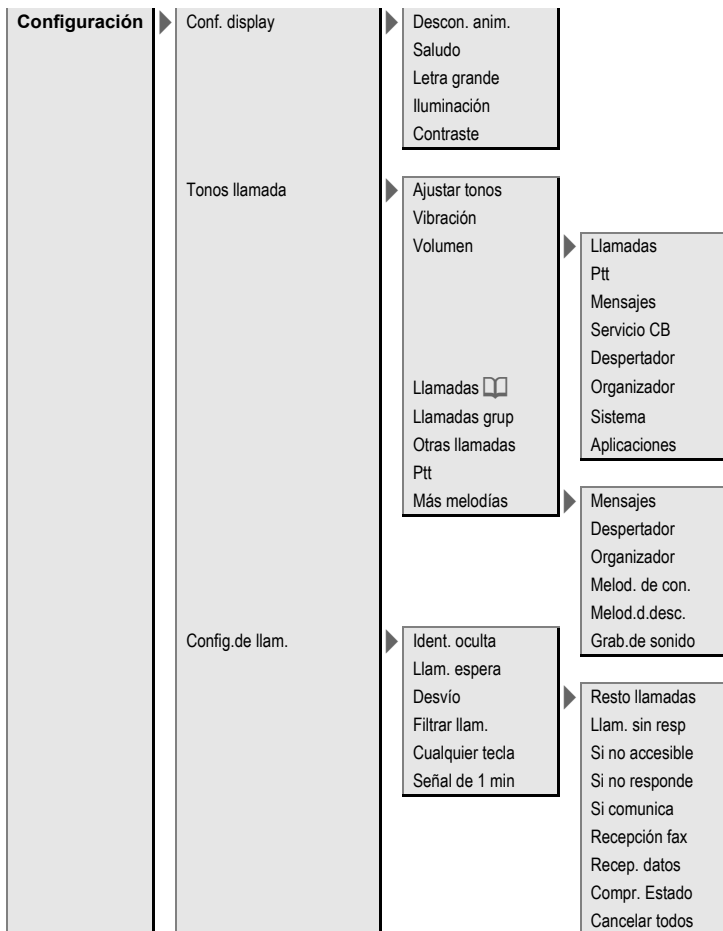 Configuración
Conf. display
Descon. anim.
Saludo
Letra grande
Iluminación
Contraste
Tonos llamada
Ajustar tonos
Vibración
Volumen
Llamadas
Ptt
Mensajes
Servicio CB
Despertador
Organizador
Sistema
Aplicaciones
Llamadas
Llamadas grup
Otras llamadas
Ptt
Más melodías
Mensajes
Despertador
Organizador
Melod. de con.
Melod.d.desc.
Grab.de sonido
Config.de llam.
Ident. oculta
Llam. espera
Desvío
Resto llamadas
Llam. sin resp
Si no accesible
Si no responde
Si comunica
Recepción fax
Recep. datos
Compr. Estado
Cancelar todos
Filtrar llam.
Cualquier tecla
Señal de 1 min